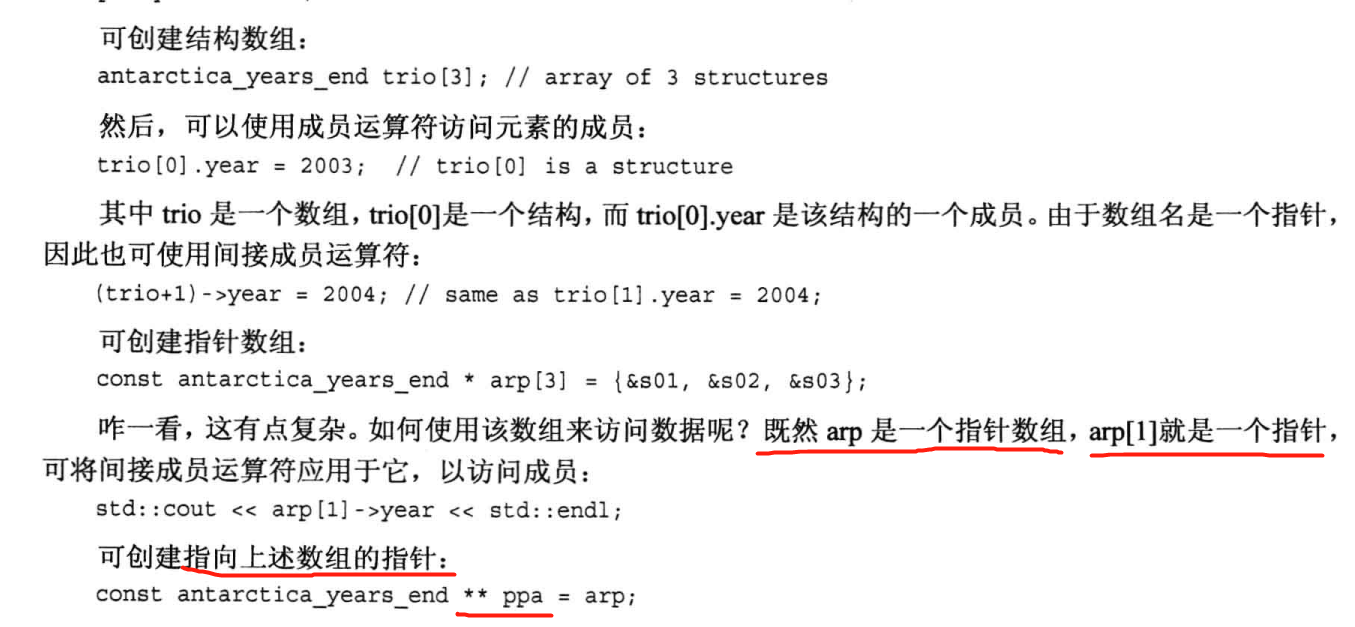 可创建结构数组：
antarctica_years_end trio[3]; // array of 3 structures
然后，可以使用成员运算符访问元素的成员：
trio[0].year = 2003;  // trio[0] is a structure
其中 trio 是一个数组，trio[0]是一个结构，而 trio[0].year 是该结构的一个成员。由于数组名是一个指针，
因此也可使用间接成员运算符：
(trio+1)->year = 2004; // same as trio[1].year = 2004;
可创建指针数组：
const antarctica_years_end * arp[3] = {&s01, &s02, &s03};
咋一看，这有点复杂。如何使用该数组来访问数据呢？既然 arp 是一个指针数组，arp[1]就是一个指针，
可将间接成员运算符应用于它，以访问成员：
std::cout << arp[1]->year << std::endl;
可创建指向上述数组的指针：
const antarctica_years_end ** ppa = arp;